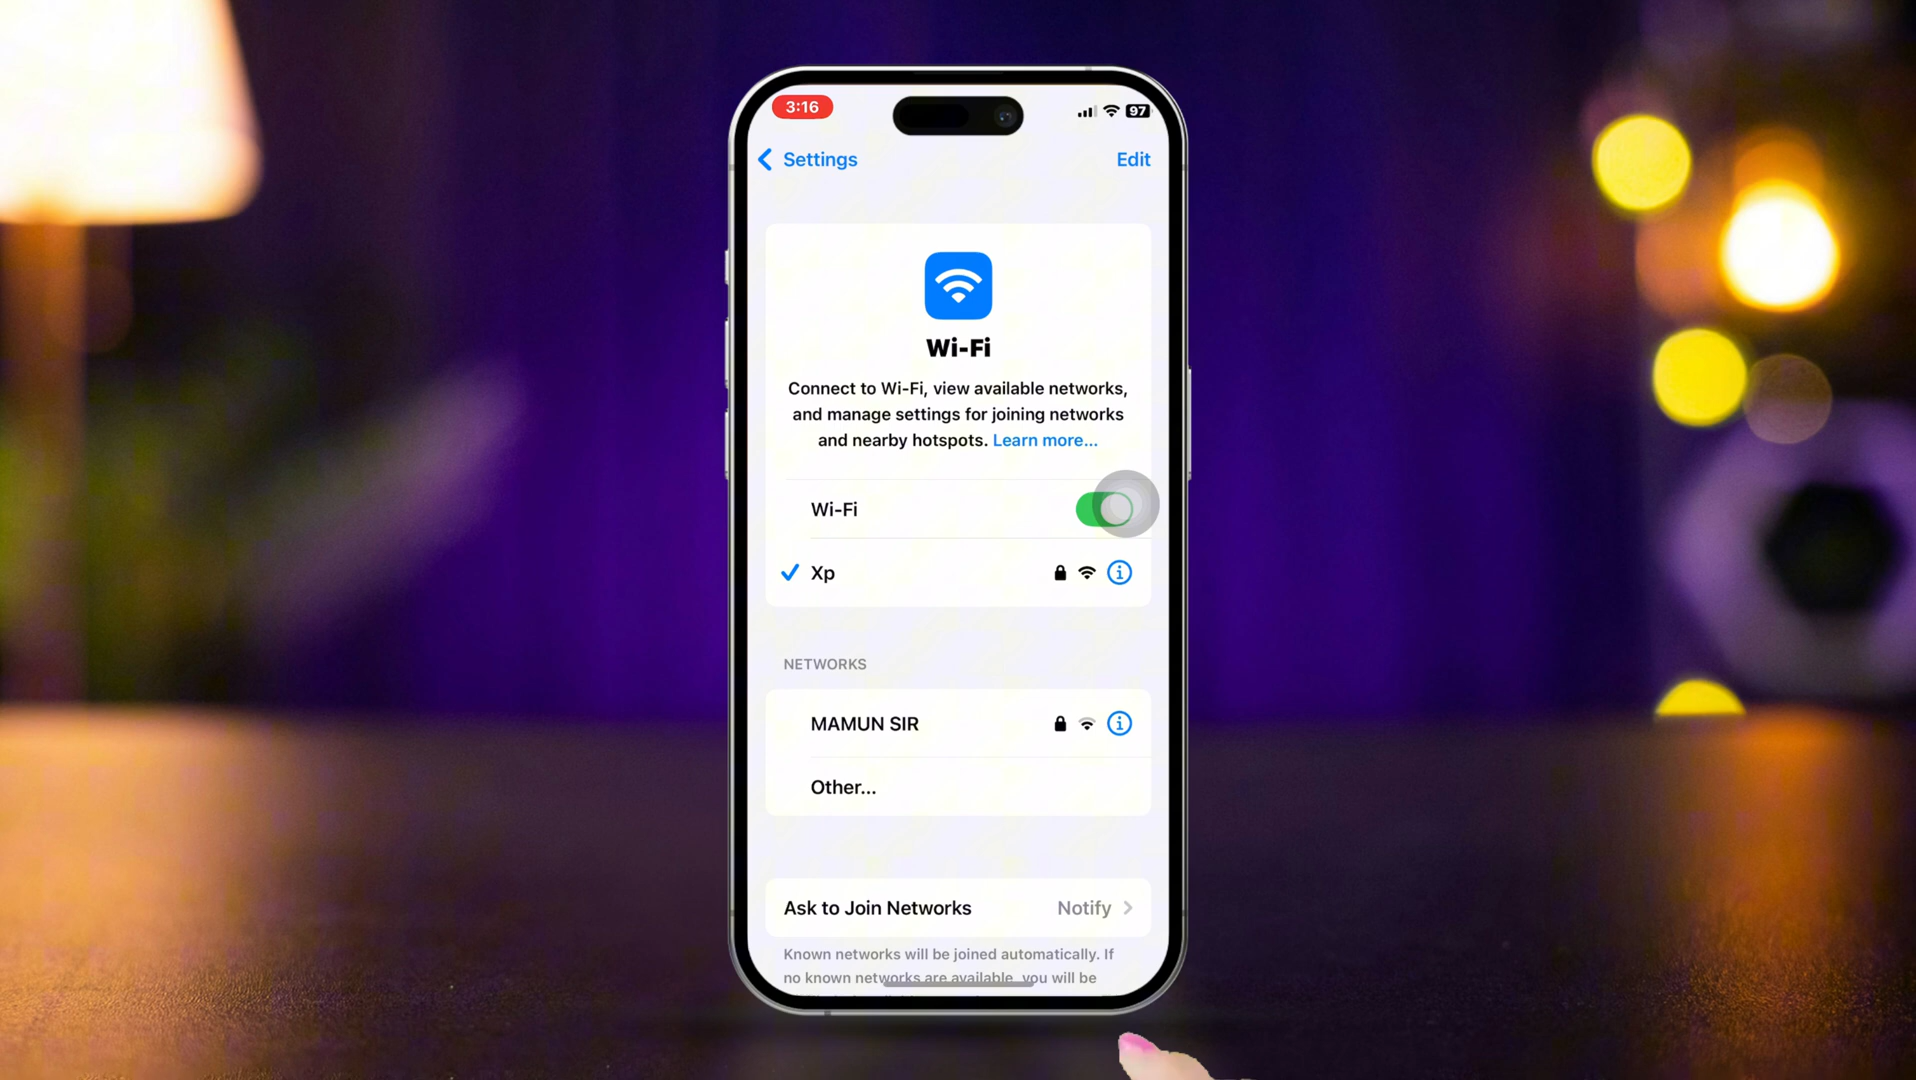 3:16
97
Settings
Edit
Wi-Fi
Connect to Wi-Fi, view available networks,
and manage settings for joining networks
and nearby hotspots. Learn more...
Wi-Fi
Xp
NETWORKS
MAMUN SIR
Other...
Ask to Join Networks Notify
Known networks will be joined automatically. If
no known networks are available, you will be